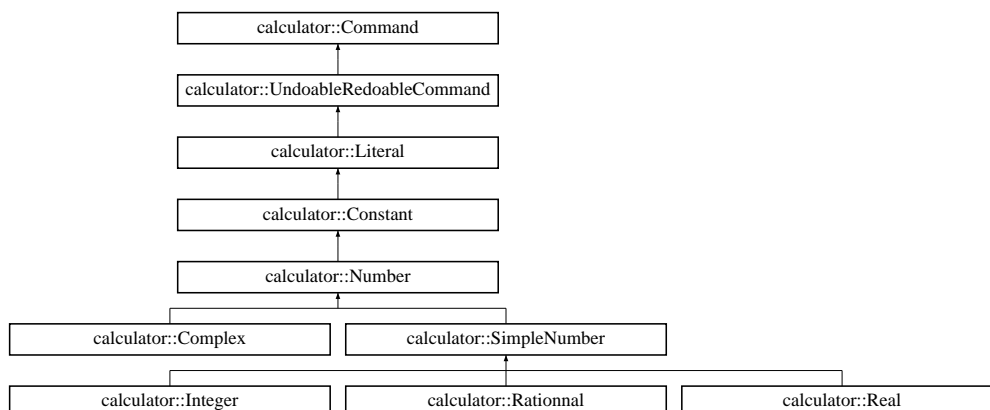 calculator::Command
calculator::UndoableRedoableCommand
calculator::Literal
calculator::Constant
calculator::Number
calculator::Complex
calculator::SimpleNumber
calculator::Integer
calculator::Rationnal
calculator::Real